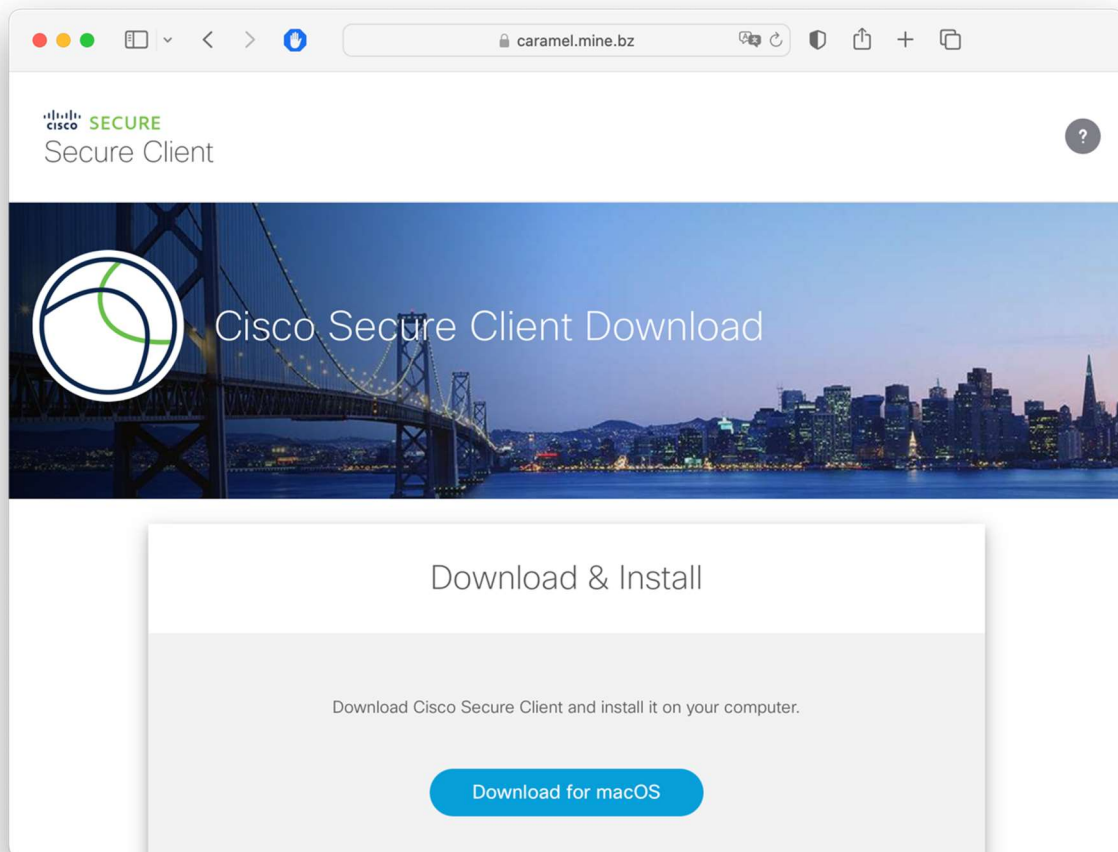 caramel.mine.bz
cisco SECURE
Secure Client
?
Cisco Secure Client Download
Download & Install
Download Cisco Secure Client and install it on your computer.
Download for macOS